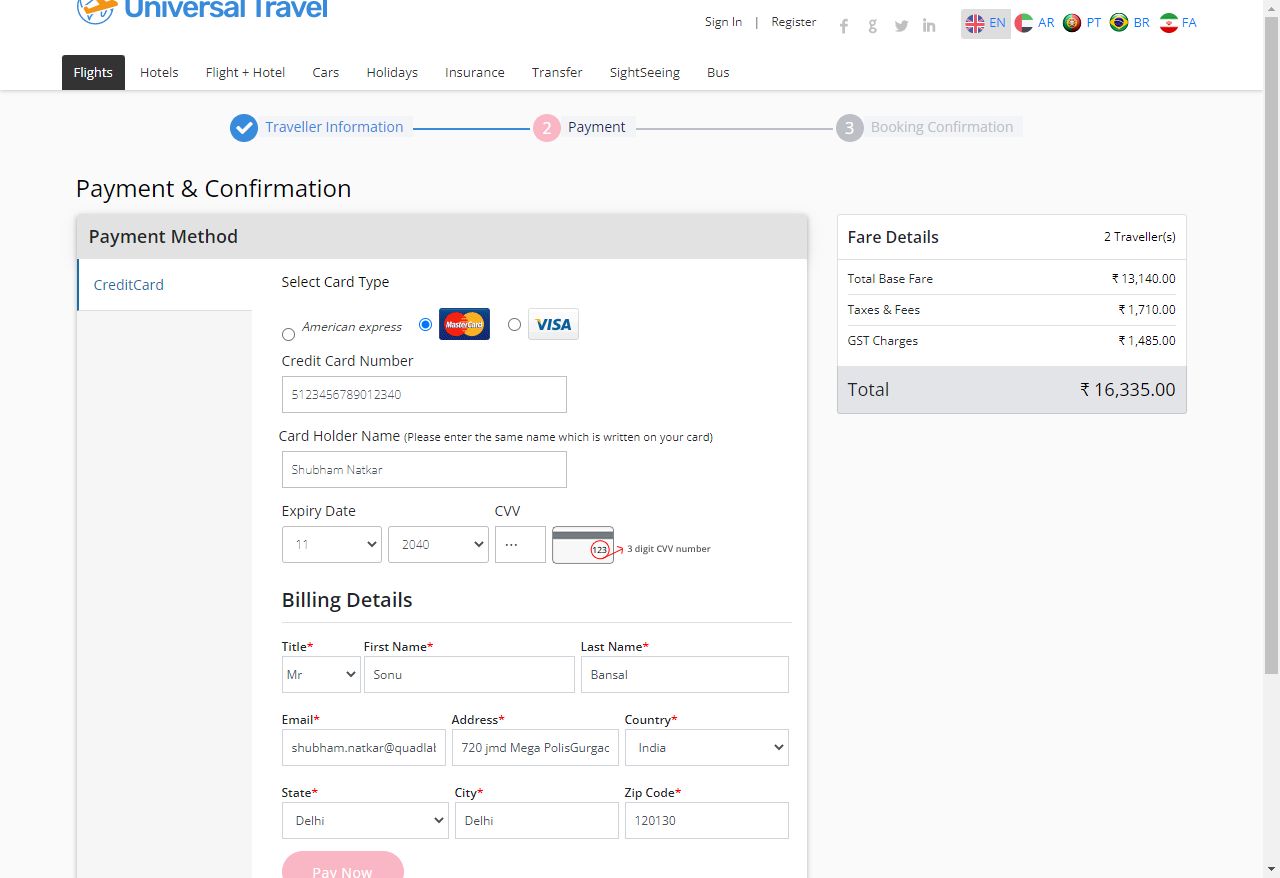 Universal Travel
Sign In | Register
EN AR PT BR FA
Flights Hotels Flight + Hotel Cars Holidays Insurance Transfer SightSeeing Bus
Traveller Information 2 Payment 3 Booking Confirmation
Payment & Confirmation
Payment Method
CreditCard
Select Card Type
American express MasterCard VISA
Credit Card Number
5123456789012340
Card Holder Name (Please enter the same name which is written on your card)
Shubham Natkar
Expiry Date CVV
11 2040 ... 123 3 digit CVV number
Billing Details
Title* First Name* Last Name*
Mr Sonu Bansal
Email* Address* Country*
shubham.natkar@quadlab 720 jmd Mega PolisGurgac India
State* City* Zip Code*
Delhi Delhi 120130
Pay Now
Fare Details 2 Traveller(s)
Total Base Fare ₹ 13,140.00
Taxes & Fees ₹ 1,710.00
GST Charges ₹ 1,485.00
Total ₹ 16,335.00